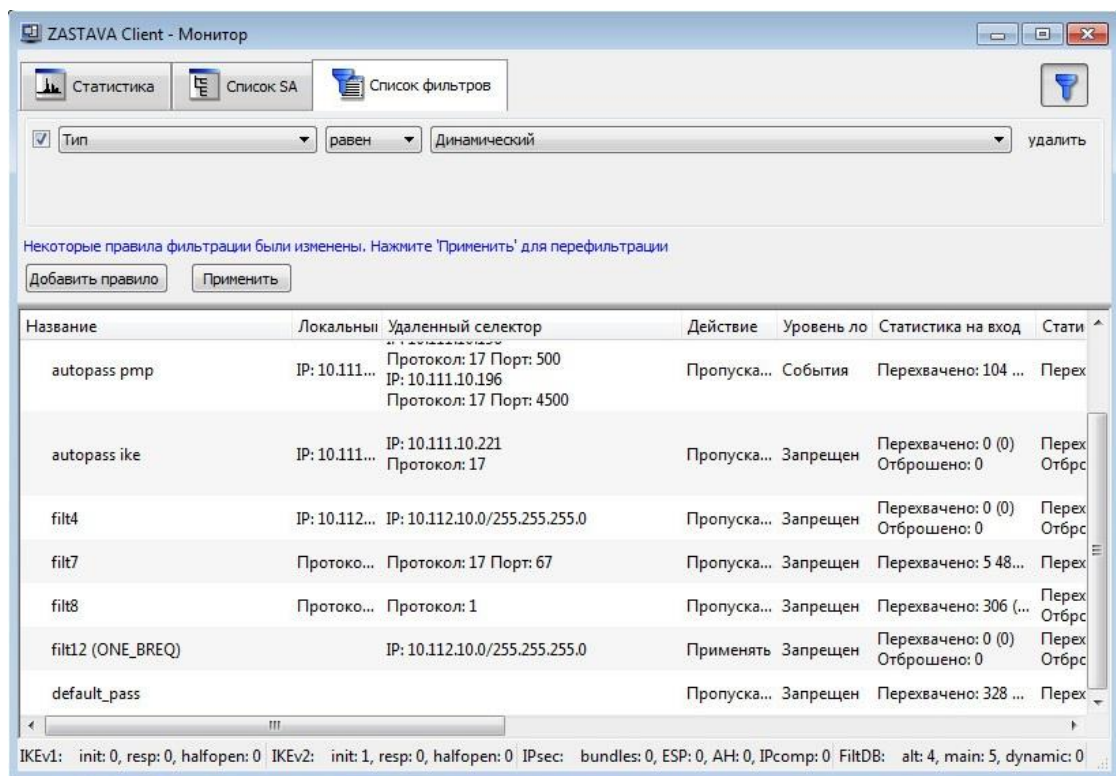 ZASTAVA Client - Монитор
Статистика Список SA Список фильтров
Тип равен Динамический удалить
Некоторые правила фильтрации были изменены. Нажмите 'Применить' для перефильтрации
Добавить правило Применить
Название Локальны Удаленный селектор Действие Уровень ло Статистика на вход Стати
Протокол: 17 Порт: 500
autopass pmp IP: 10.111... IP: 10.111.10.196 Пропуска... События Перехвачено: 104 ... Перех
Протокол: 17 Порт: 4500
autopass ike IP: 10.111... IP: 10.111.10.221 Пропуска... Запрещен Перехвачено: 0 (0) Перех
Протокол: 17 Отброшено: 0 Отбрс
filt4 IP: 10.112... IP: 10.112.10.0/255.255.255.0 Пропуска... Запрещен Перехвачено: 0 (0) Перех
Отброшено: 0 Отбрс
filt7 Протоко... Протокол: 17 Порт: 67 Пропуска... Запрещен Перехвачено: 5 48... Перех
filt8 Протоко... Протокол: 1 Пропуска... Запрещен Перехвачено: 306 (... Перех
Отбрс
filt12 (ONE_BREQ) IP: 10.112.10.0/255.255.255.0 Применять Запрещен Перехвачено: 0 (0) Перех
Отброшено: 0 Отбрс
default_pass Пропуска... Запрещен Перехвачено: 328 ... Перех
IKEv1: init: 0, resp: 0, halfopen: 0 IKEv2: init: 1, resp: 0, halfopen: 0 IPsec: bundles: 0, ESP: 0, AH: 0, IPcomp: 0 FiltDB: alt: 4, main: 5, dynamic: 0